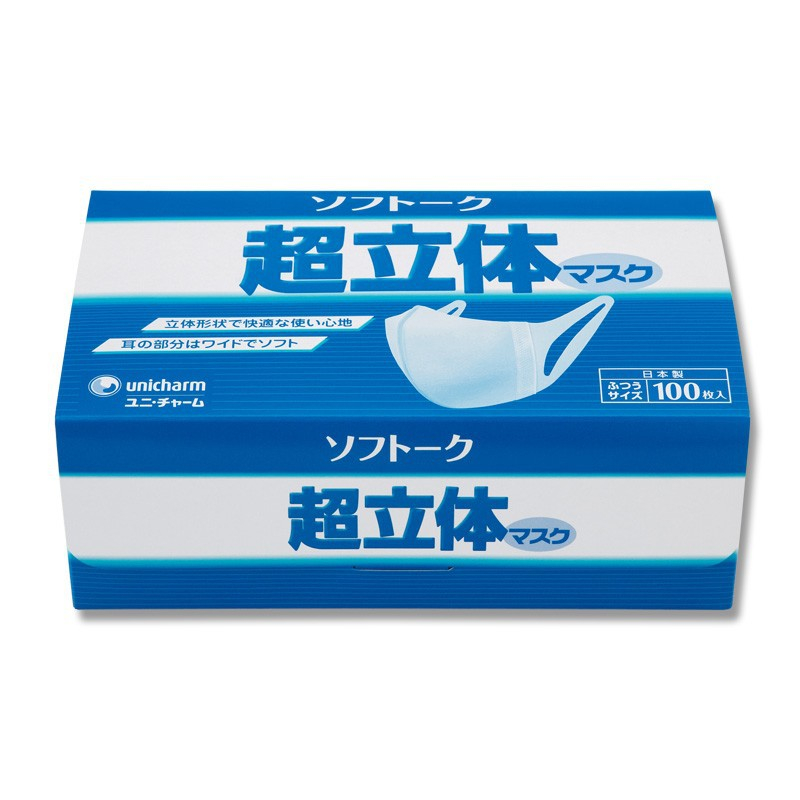 ソフトーク
超立体マスク
立体形状で快適な使い心地
耳の部分はワイドでソフト
unicharm
ユニ・チャーム
日本製
ふつう
サイズ
100枚入
ソフトーク
超立体マスク